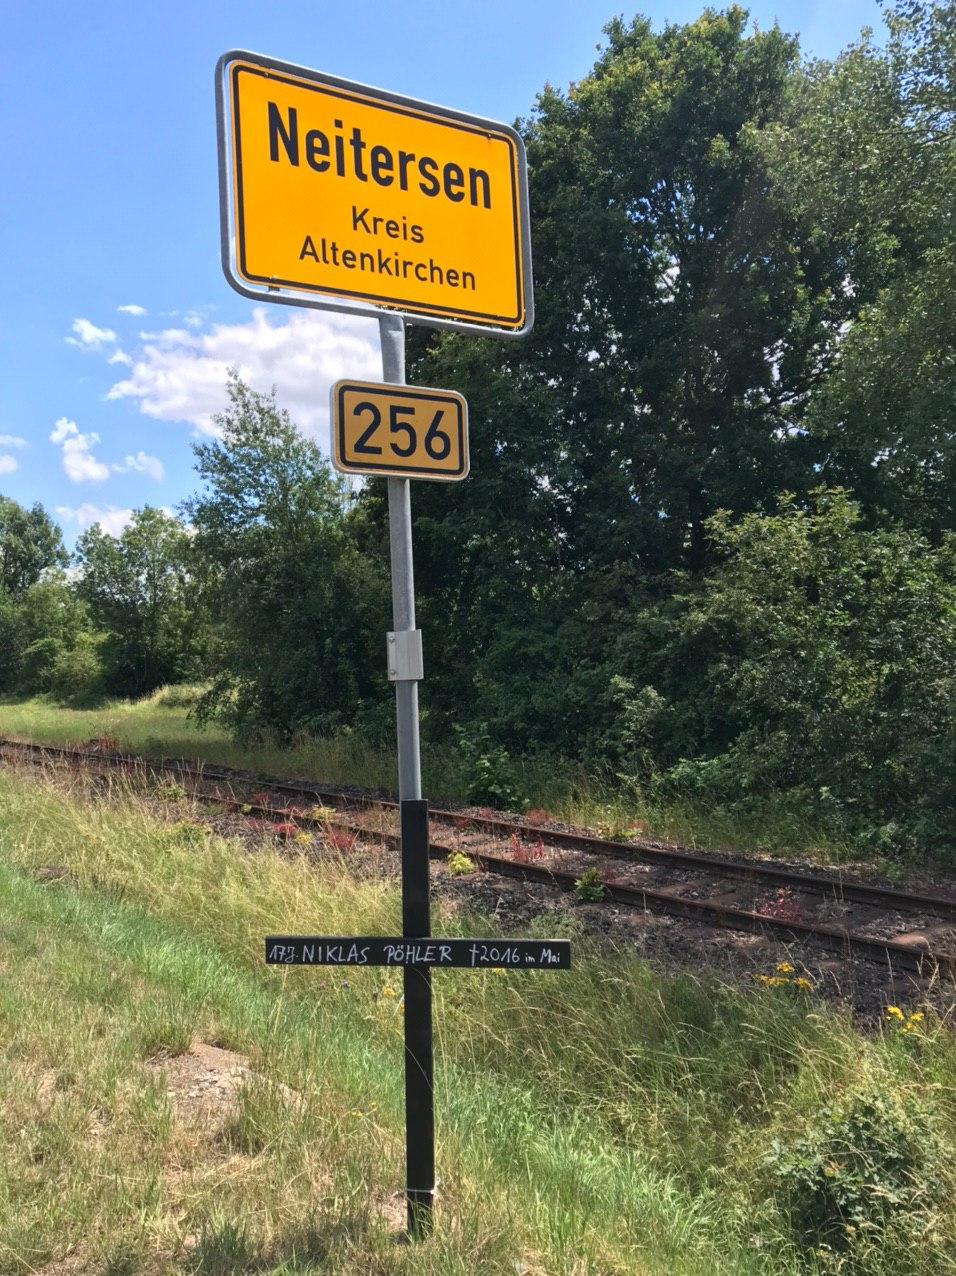 Neitersen
Kreis
Altenkirchen
256
17J. NIKLAS PÖHLER †2016 im Mai